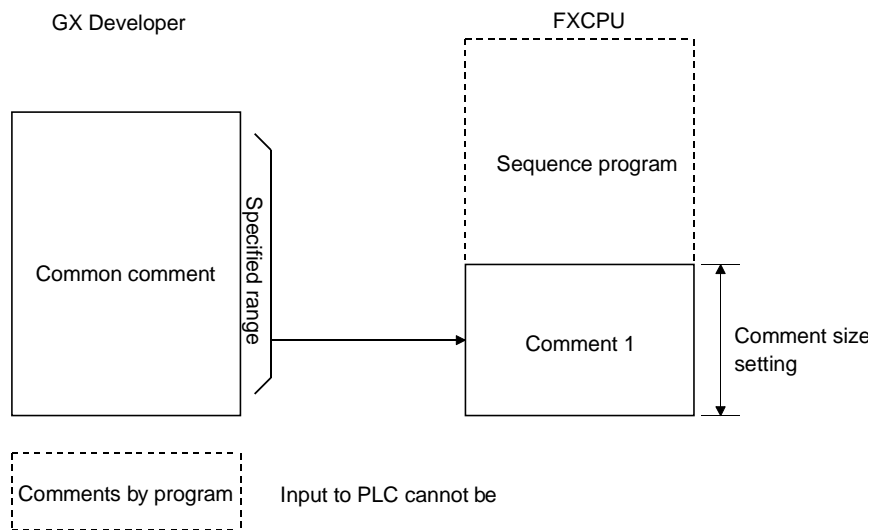 GX Developer
FXCPU
Sequence program
Common comment
Specified range
Comment 1
Comment size
setting
Comments by program
Input to PLC cannot be